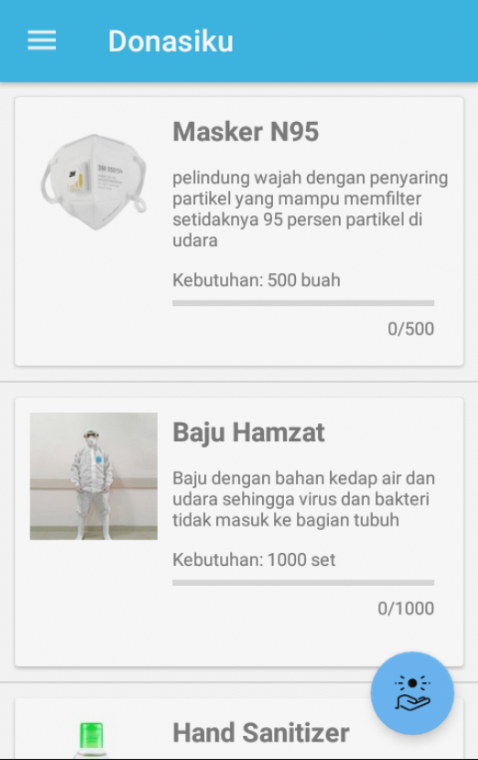 Donasiku
Masker N95
pelindung wajah dengan penyaring
partikel yang mampu memfilter
setidaknya 95 persen partikel di
udara
Kebutuhan: 500 buah
0/500
Baju Hamzat
Baju dengan bahan kedap air dan
udara sehingga virus dan bakteri
tidak masuk ke bagian tubuh
Kebutuhan: 1000 set
0/1000
Hand Sanitizer